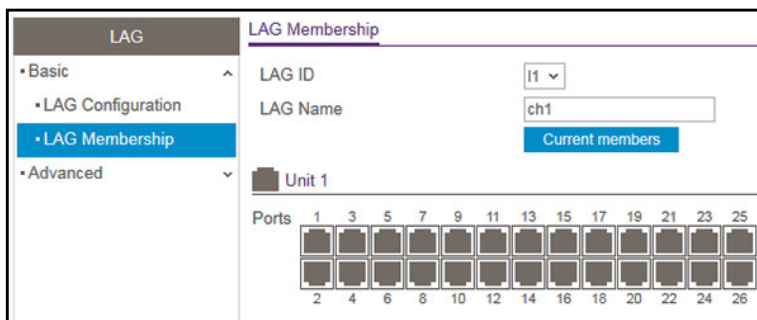 LAG
LAG Membership
Basic
LAG Configuration
LAG Membership
Advanced
LAG ID
l1
LAG Name
ch1
Current members
Unit 1
Ports 1 3 5 7 9 11 13 15 17 19 21 23 25
2 4 6 8 10 12 14 16 18 20 22 24 26